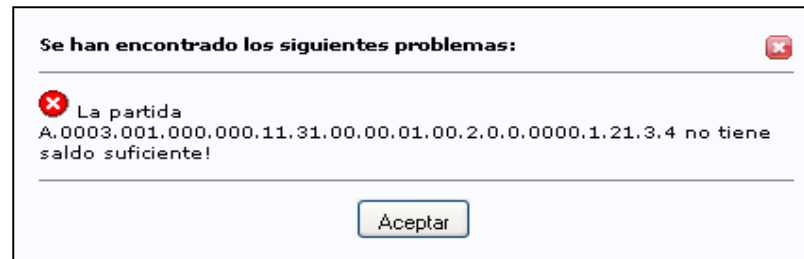 Se han encontrado los siguientes problemas:
La partida
A.0003.001.000.000.11.31.00.00.01.00.2.0.0.0000.1.21.3.4 no tiene
saldo suficiente!
Aceptar